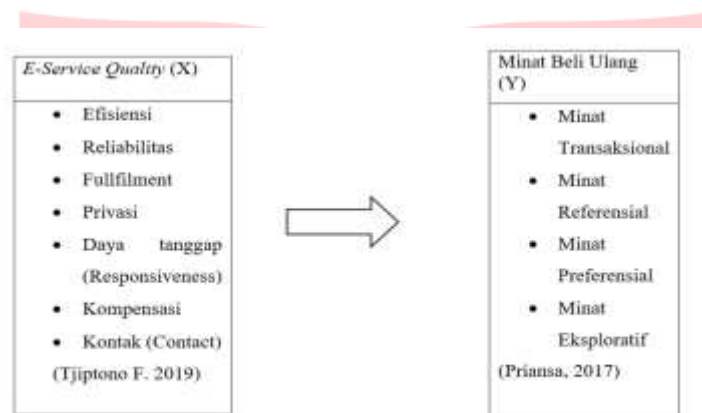 E-Service Quality (X)
• Efisiensi
• Reliabilitas
• Fullfilment
• Privasi
• Daya tanggap
(Responsiveness)
• Kompensasi
• Kontak (Contact)
(Tjiptono F. 2019)
Minat Beli Ulang
(Y)
• Minat
Transaksional
• Minat
Referensial
• Minat
Preferensial
• Minat
Eksploratif
(Priansa, 2017)